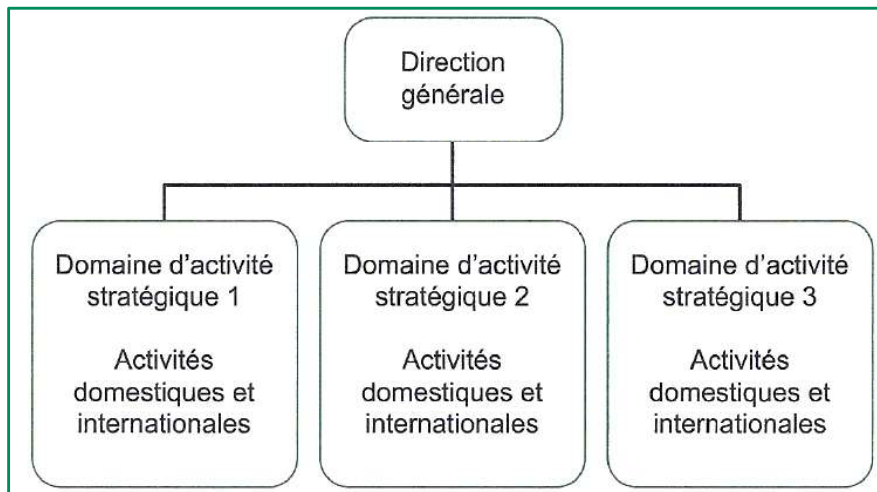 Direction
générale
Domaine d'activité
stratégique 1
Activités
domestiques et
internationales
Domaine d'activité
stratégique 2
Activités
domestiques et
internationales
Domaine d'activité
stratégique 3
Activités
domestiques et
internationales